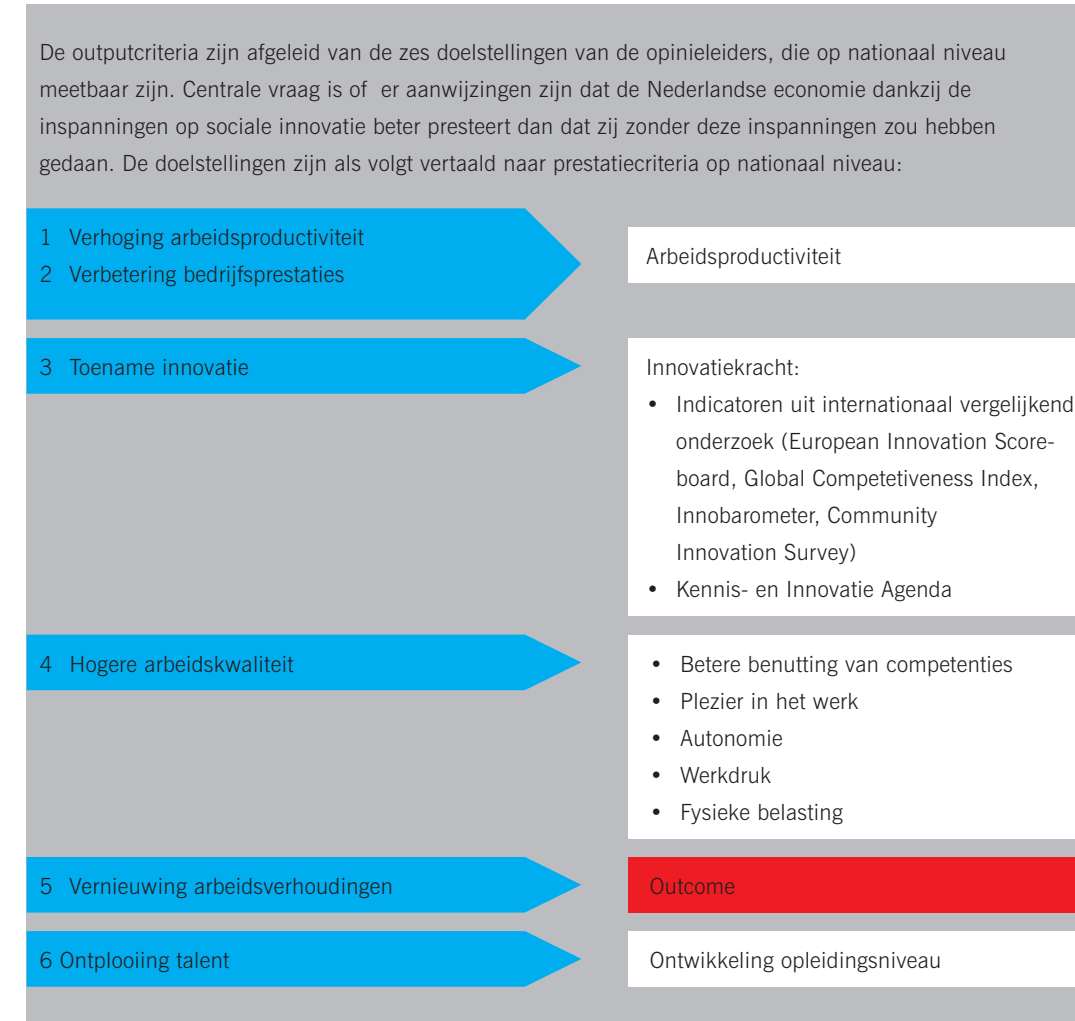 De outputcriteria zijn afgeleid van de zes doelstellingen van de opinieleiders, die op nationaal niveau
meetbaar zijn. Centrale vraag is of er aanwijzingen zijn dat de Nederlandse economie dankzij de
inspanningen op sociale innovatie beter presteert dan dat zij zonder deze inspanningen zou hebben
gedaan. De doelstellingen zijn als volgt vertaald naar prestatiecriteria op nationaal niveau:
1 Verhoging arbeidsproductiviteit
2 Verbetering bedrijfsprestaties
Arbeidsproductiviteit
3 Toename innovatie
Innovatiekracht:
• Indicatoren uit internationaal vergelijkend
onderzoek (European Innovation Score-
board, Global Competetiveness Index,
Innobarometer, Community
Innovation Survey)
• Kennis- en Innovatie Agenda
4 Hogere arbeidskwaliteit
• Betere benutting van competenties
• Plezier in het werk
• Autonomie
• Werkdruk
• Fysieke belasting
5 Vernieuwing arbeidsverhoudingen
Outcome
6 Ontplooiing talent
Ontwikkeling opleidingsniveau